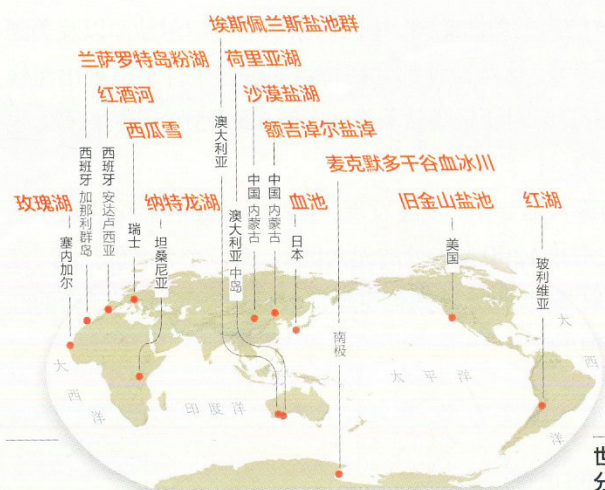 埃斯佩兰斯盐池群
兰萨罗特岛粉湖
荷里亚湖
红酒河
沙漠盐湖
西瓜雪
额吉淖尔盐淖
麦克默多干谷血冰川
玫瑰湖
纳特龙湖
血池
旧金山盐池
红湖
塞内加尔
西班牙 加那利群岛
西班牙 安达卢西亚
瑞士
坦桑尼亚
澳大利亚
澳大利亚 中岛
中国 内蒙古
中国 内蒙古
日本
南极
美国
玻利维亚
大西洋
印度洋
太平洋
大西洋
世
分